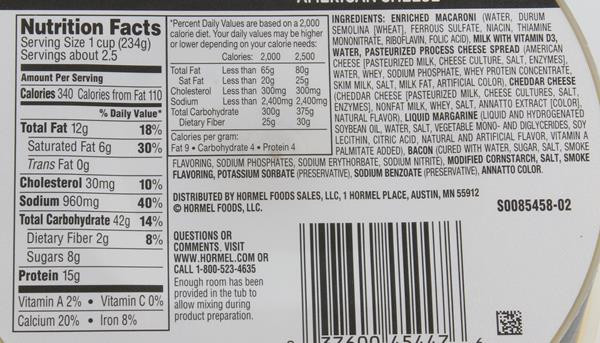 AMERICAN CHEESE
Nutrition Facts
Serving Size 1 cup (234g)
Servings about 2.5
Amount Per Serving
Calories 340 Calories from Fat 110
% Daily Value*
Total Fat 12g 18%
Saturated Fat 6g 30%
Trans Fat 0g
Cholesterol 30mg 10%
Sodium 960mg 40%
Total Carbohydrate 42g 14%
Dietary Fiber 2g 8%
Sugars 8g
Protein 15g
Vitamin A 2% • Vitamin C 0%
Calcium 20% • Iron 8%
*Percent Daily Values are based on a 2,000
calorie diet. Your daily values may be higher
or lower depending on your calorie needs:
Calories: 2,000 2,500
Total Fat Less than 65g 80g
Sat Fat Less than 20g 25g
Cholesterol Less than 300mg 300mg
Sodium Less than 2,400mg 2,400mg
Total Carbohydrate 300g 375g
Dietary Fiber 25g 30g
Calories per gram:
Fat 9 • Carbohydrate 4 • Protein 4
INGREDIENTS: ENRICHED MACARONI (WATER, DURUM
SEMOLINA [WHEAT], FERROUS SULFATE, NIACIN, THIAMINE
MONONITRATE, RIBOFLAVIN, FOLIC ACID), MILK WITH VITAMIN D3,
WATER, PASTEURIZED PROCESS CHEESE SPREAD (AMERICAN
CHEESE [PASTEURIZED MILK, CHEESE CULTURE, SALT, ENZYMES],
WATER, WHEY, SODIUM PHOSPHATE, WHEY PROTEIN CONCENTRATE,
SKIM MILK, SALT, MILK FAT, ARTIFICIAL COLOR), CHEDDAR CHEESE
(CHEDDAR CHEESE [PASTEURIZED MILK, CHEESE CULTURES, SALT,
ENZYMES], NONFAT MILK, WHEY, SALT, ANNATTO EXTRACT [COLOR],
NATURAL FLAVOR), LIQUID MARGARINE (LIQUID AND HYDROGENATED
SOYBEAN OIL, WATER, SALT, VEGETABLE MONO- AND DIGLYCERIDES, SOY
LECITHIN, CITRIC ACID, NATURAL AND ARTIFICIAL FLAVOR, VITAMIN A
PALMITATE ADDED), BACON (CURED WITH WATER, SUGAR, SALT, SMOKE
FLAVORING, SODIUM PHOSPHATES, SODIUM ERYTHORBATE, SODIUM NITRITE), MODIFIED CORNSTARCH, SALT, SMOKE
FLAVORING, POTASSIUM SORBATE (PRESERVATIVE), SODIUM BENZOATE (PRESERVATIVE), ANNATTO COLOR.
DISTRIBUTED BY HORMEL FOODS SALES, LLC, 1 HORMEL PLACE, AUSTIN, MN 55912
© HORMEL FOODS, LLC.
S0085458-02
QUESTIONS OR
COMMENTS, VISIT
WWW.HORMEL.COM OR
CALL 1-800-523-4635
Enough room has been
provided in the tub to
allow mixing during
product preparation.
0 37600 45447 6